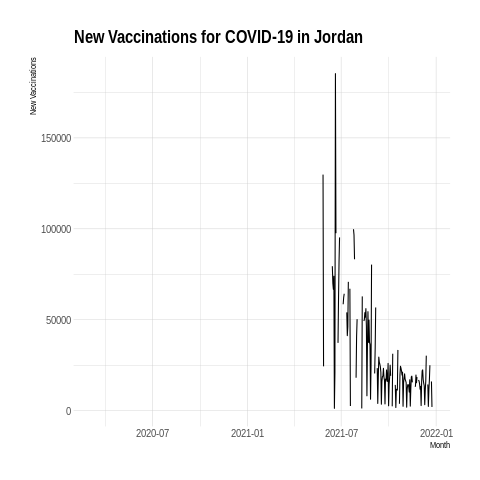 New Vaccinations for COVID-19 in Jordan
New Vaccinations
150000
100000
50000
0
2020-07
2021-01
2021-07
2022-01
Month